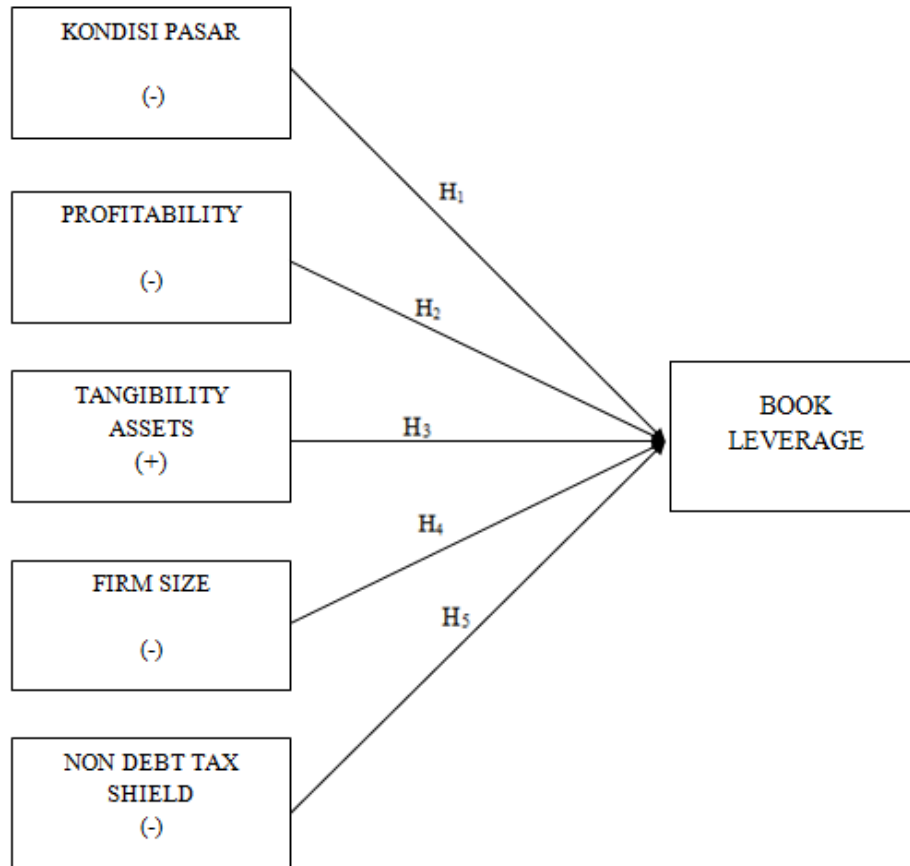 KONDISI PASAR
(-)
H₁
PROFITABILITY
(-)
H₂
TANGIBILITY
ASSETS
(+)
H₃
BOOK
LEVERAGE
FIRM SIZE
(-)
H₄
NON DEBT TAX
SHIELD
(-)
H₅